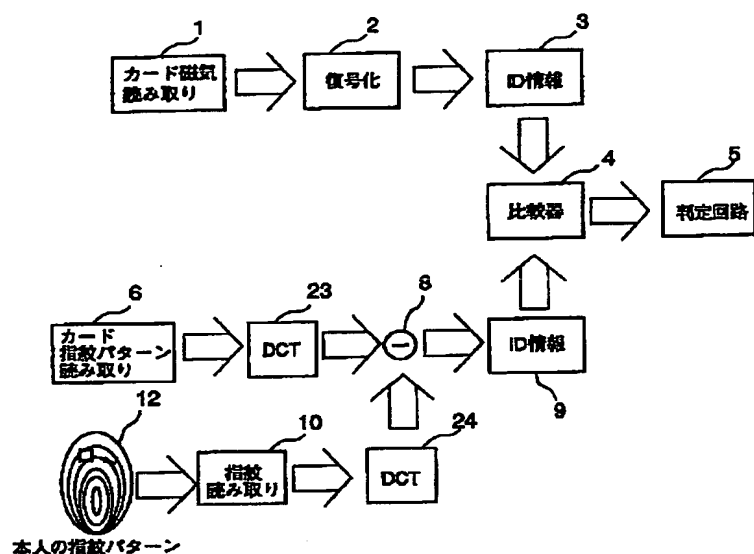 1
2
3
カード磁気
読み取り
復号化
ID情報
4
5
比較器
判定回路
6
23
8
カード
指紋パターン
読み取り
DCT
−
ID情報
9
12
10
24
指紋
読み取り
DCT
本人の指紋パターン